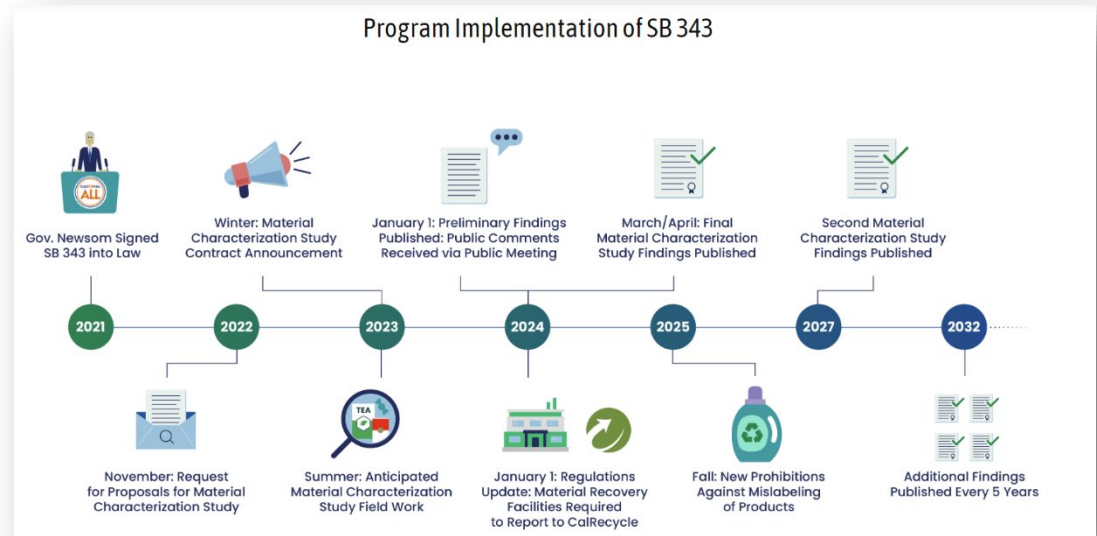 Program Implementation of SB 343
ALL
Gov. Newsom Signed
SB 343 into Law
Winter: Material
Characterization Study
Contract Announcement
January 1: Preliminary Findings
Published: Public Comments
Received via Public Meeting
March/April: Final
Material Characterization
Study Findings Published
Second Material
Characterization Study
Findings Published
2021
2022
2023
2024
2025
2027
2032
TEA
November: Request
for Proposals for Material
Characterization Study
Summer: Anticipated
Material Characterization
Study Field Work
January 1: Regulations
Update: Material Recovery
Facilities Required
to Report to CalRecycle
Fall: New Prohibitions
Against Mislabeling
of Products
Additional Findings
Published Every 5 Years